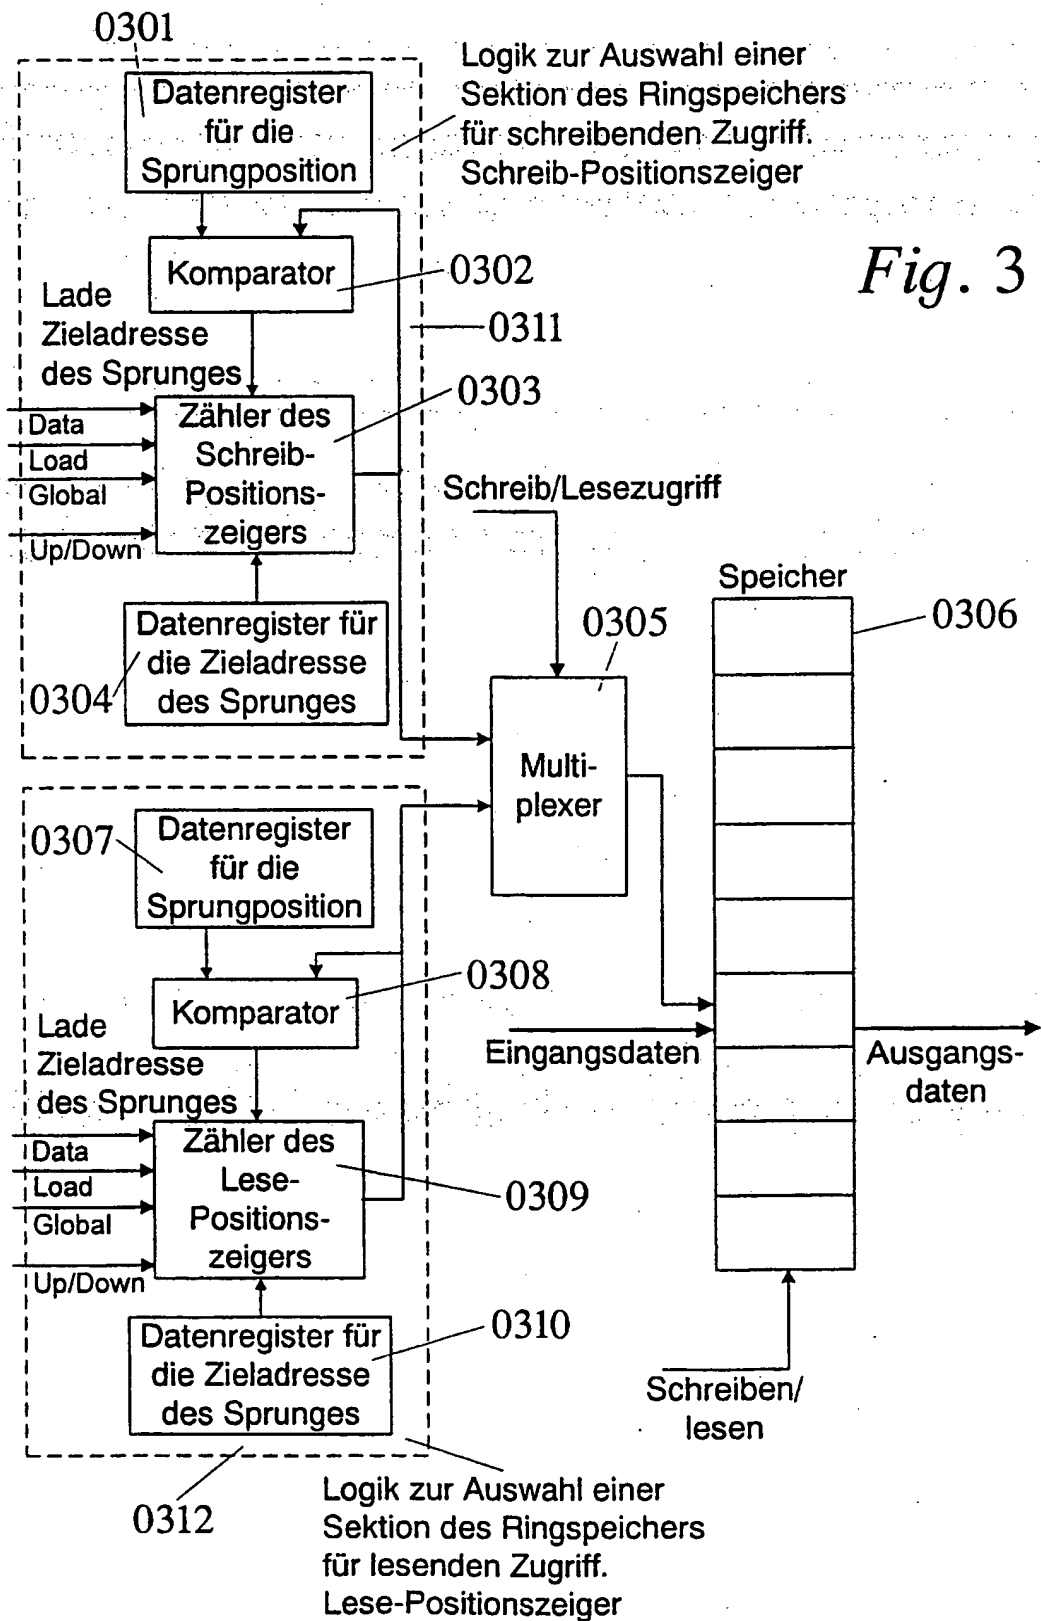 0301
Logik zur Auswahl einer
Sektion des Ringspeichers
für schreibenden Zugriff.
Schreib-Positionszeiger
Datenregister
für die
Sprungposition
Fig. 3
Komparator
0302
Lade
Zieladresse
des Sprunges
0311
0303
Zähler des
Schreib-
Positions-
zeigers
Data
Load
Global
Up/Down
Schreib/Lesezugriff
Datenregister für
die Zieladresse
des Sprunges
0304
0305
Speicher
0306
Multi-
plexer
0307
Datenregister
für die
Sprungposition
0308
Komparator
Lade
Zieladresse
des Sprunges
Eingangsdaten
Ausgangs-
daten
Zähler des
Lese-
Positions-
zeigers
0309
Data
Load
Global
Up/Down
Datenregister für
die Zieladresse
des Sprunges
0310
Schreiben/
lesen
0312
Logik zur Auswahl einer
Sektion des Ringspeichers
für lesenden Zugriff.
Lese-Positionszeiger